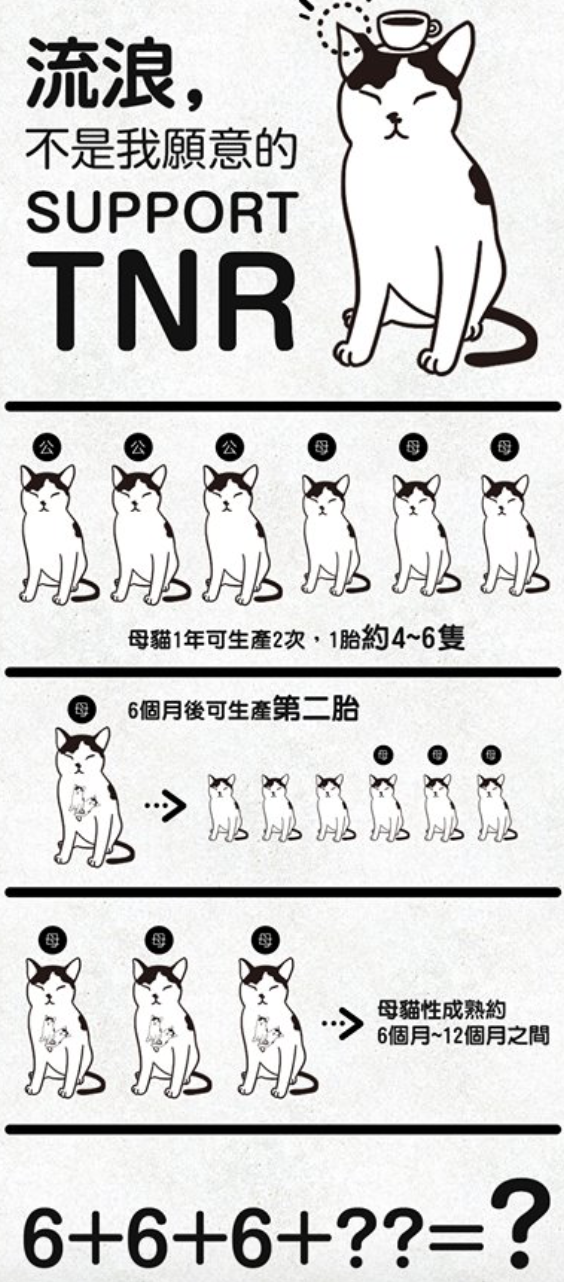 流浪，
不是我願意的
SUPPORT
TNR
公 公 公 母 母 母
母貓1年可生產2次，1胎約4~6隻
母 6個月後可生產第二胎
母 母 母
母 母 母
母貓性成熟約
6個月~12個月之間
6+6+6+??=?